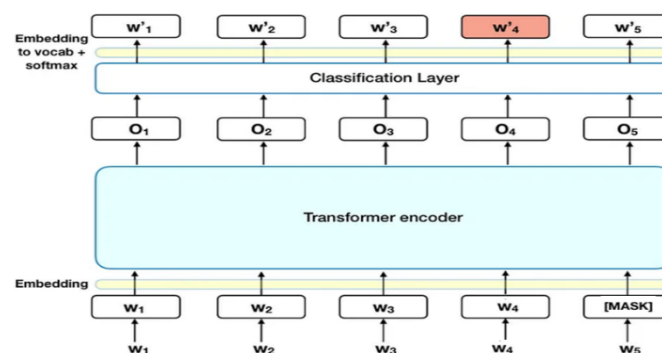 Embedding to vocab + softmax
w'₁ w'₂ w'₃ w'₄ w'₅
Classification Layer
O₁ O₂ O₃ O₄ O₅
Transformer encoder
Embedding
W₁ W₂ W₃ W₄ [MASK]
w₁ w₂ w₃ w₄ w₅